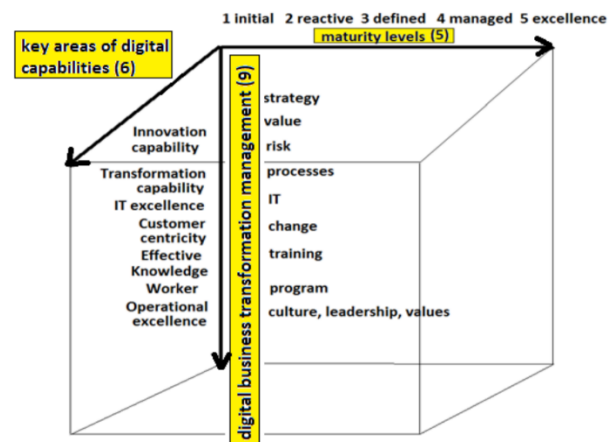 1 initial 2 reactive 3 defined 4 managed 5 excellence
maturity levels (5)
key areas of digital
capabilities (6)
digital business transformation management (9)
strategy
value
risk
processes
IT
change
training
program
culture, leadership, values
Innovation
capability
Transformation
capability
IT excellence
Customer
centricity
Effective
Knowledge
Worker
Operational
excellence